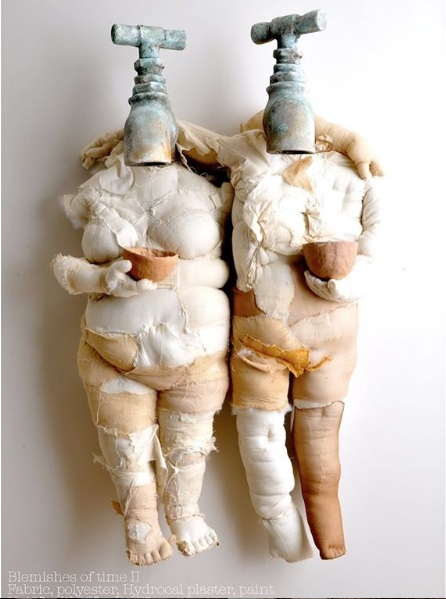 Blemishes of time II
Fabric, polyester, Hydrocal plaster, paint